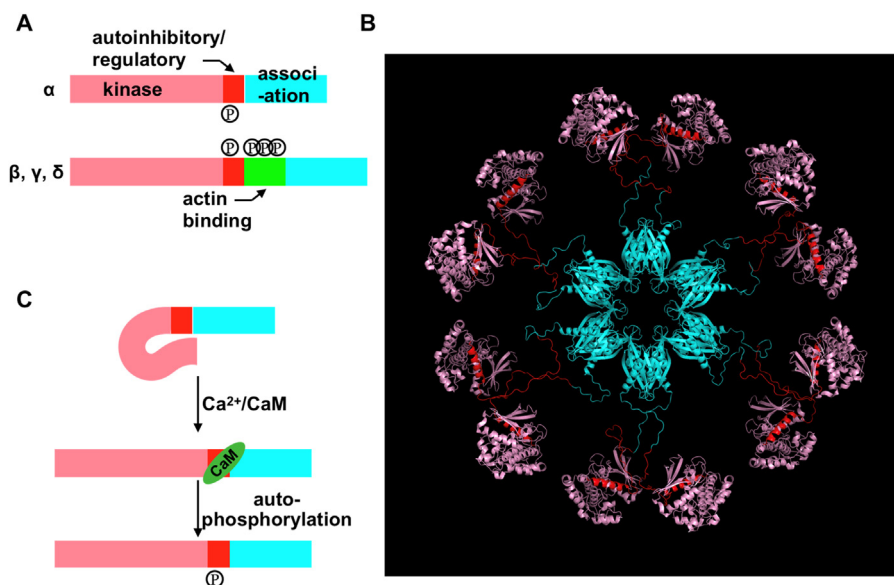 A
autoinhibitory/
regulatory
α
kinase
associ
-ation
P
P
P
P
P
β, γ, δ
actin
binding
B
C
Ca²⁺/CaM
CaM
auto-
phosphorylation
P